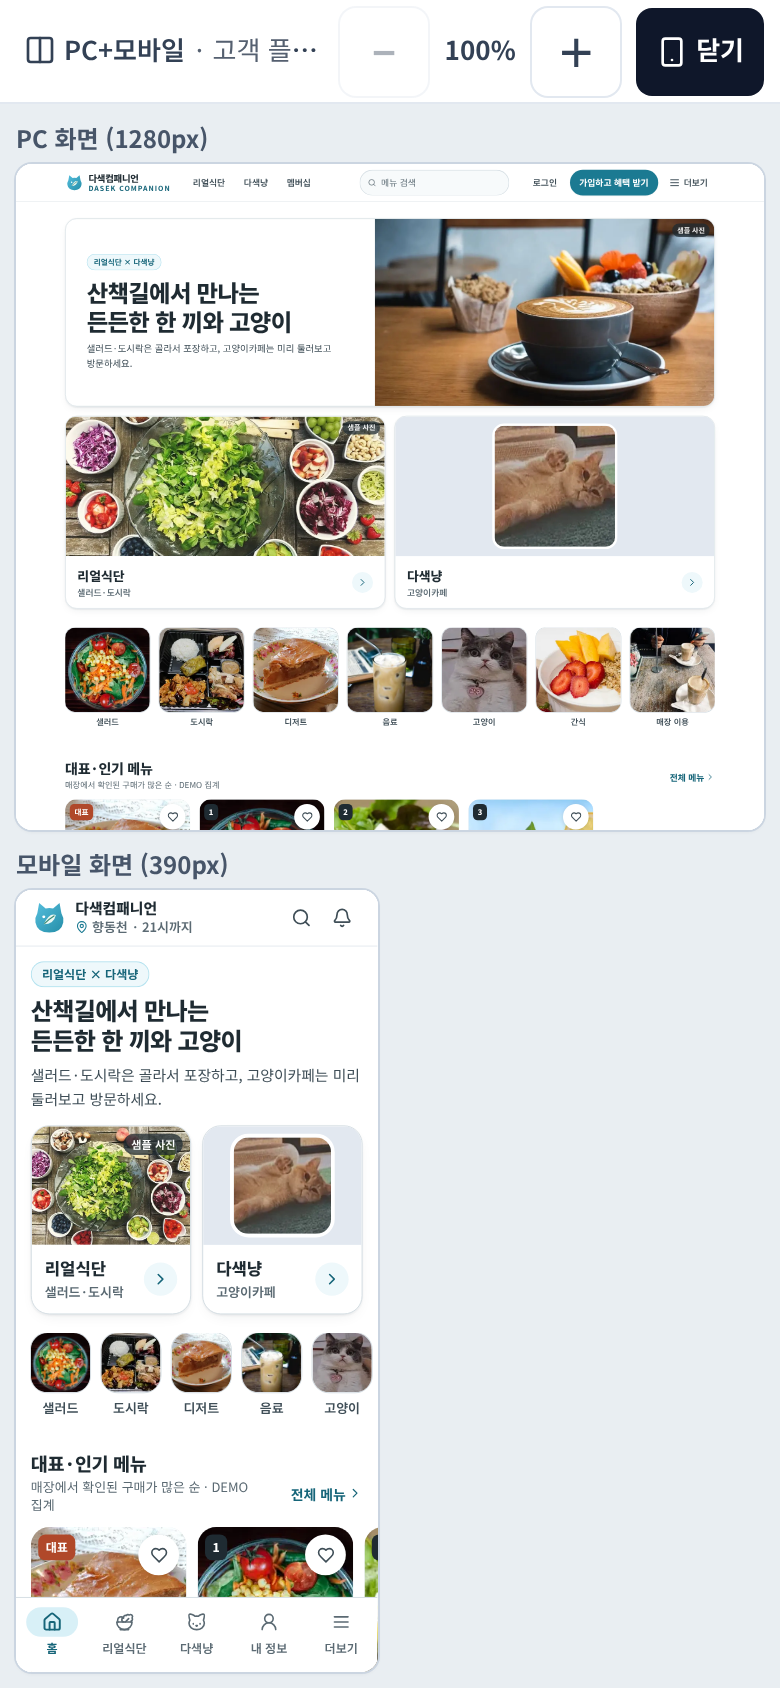 PC+모바일 · 고객 플…
−
100%
+
닫기
PC 화면 (1280px)
다색컴패니언
DASEK COMPANION
리얼식단
다색냥
멤버십
메뉴 검색
로그인
가입하고 혜택 받기
더보기
리얼식단 × 다색냥
산책길에서 만나는
든든한 한 끼와 고양이
샐러드·도시락은 골라서 포장하고, 고양이카페는 미리 둘러보고
방문하세요.
샘플 사진
샘플 사진
리얼식단
샐러드·도시락
다색냥
고양이카페
샐러드
도시락
디저트
음료
고양이
간식
매장 이용
대표·인기 메뉴
매장에서 확인된 구매가 많은 순 · DEMO 집계
전체 메뉴
대표
1
2
3
모바일 화면 (390px)
다색컴패니언
향동천 · 21시까지
리얼식단 × 다색냥
산책길에서 만나는
든든한 한 끼와 고양이
샐러드·도시락은 골라서 포장하고, 고양이카페는 미리
둘러보고 방문하세요.
샘플 사진
리얼식단
샐러드·도시락
다색냥
고양이카페
샐러드
도시락
디저트
음료
고양이
대표·인기 메뉴
매장에서 확인된 구매가 많은 순 · DEMO
집계
전체 메뉴
대표
1
홈
리얼식단
다색냥
내 정보
더보기